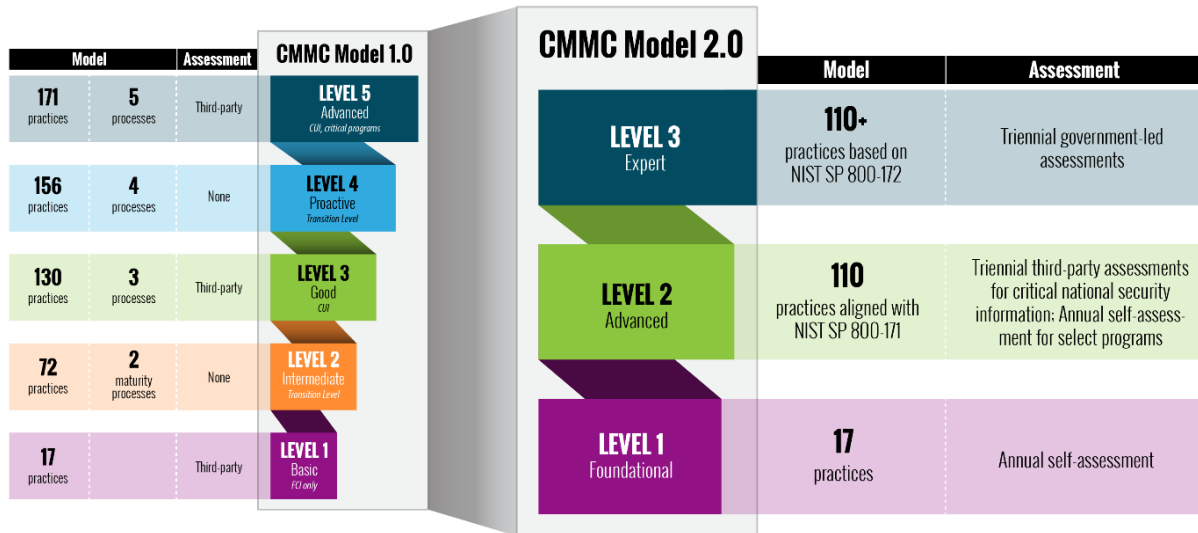 CMMC Model 1.0
Model
Assessment
171
practices
5
processes
Third-party
LEVEL 5
Advanced
CUI, critical programs
156
practices
4
processes
None
LEVEL 4
Proactive
Transition Level
130
practices
3
processes
Third-party
LEVEL 3
Good
CUI
72
practices
2
maturity
processes
None
LEVEL 2
Intermediate
Transition Level
17
practices
Third-party
LEVEL 1
Basic
FCI only
CMMC Model 2.0
Model
Assessment
LEVEL 3
Expert
110+
practices based on
NIST SP 800-172
Triennial government-led
assessments
LEVEL 2
Advanced
110
practices aligned with
NIST SP 800-171
Triennial third-party assessments
for critical national security
information; Annual self-assess-
ment for select programs
LEVEL 1
Foundational
17
practices
Annual self-assessment